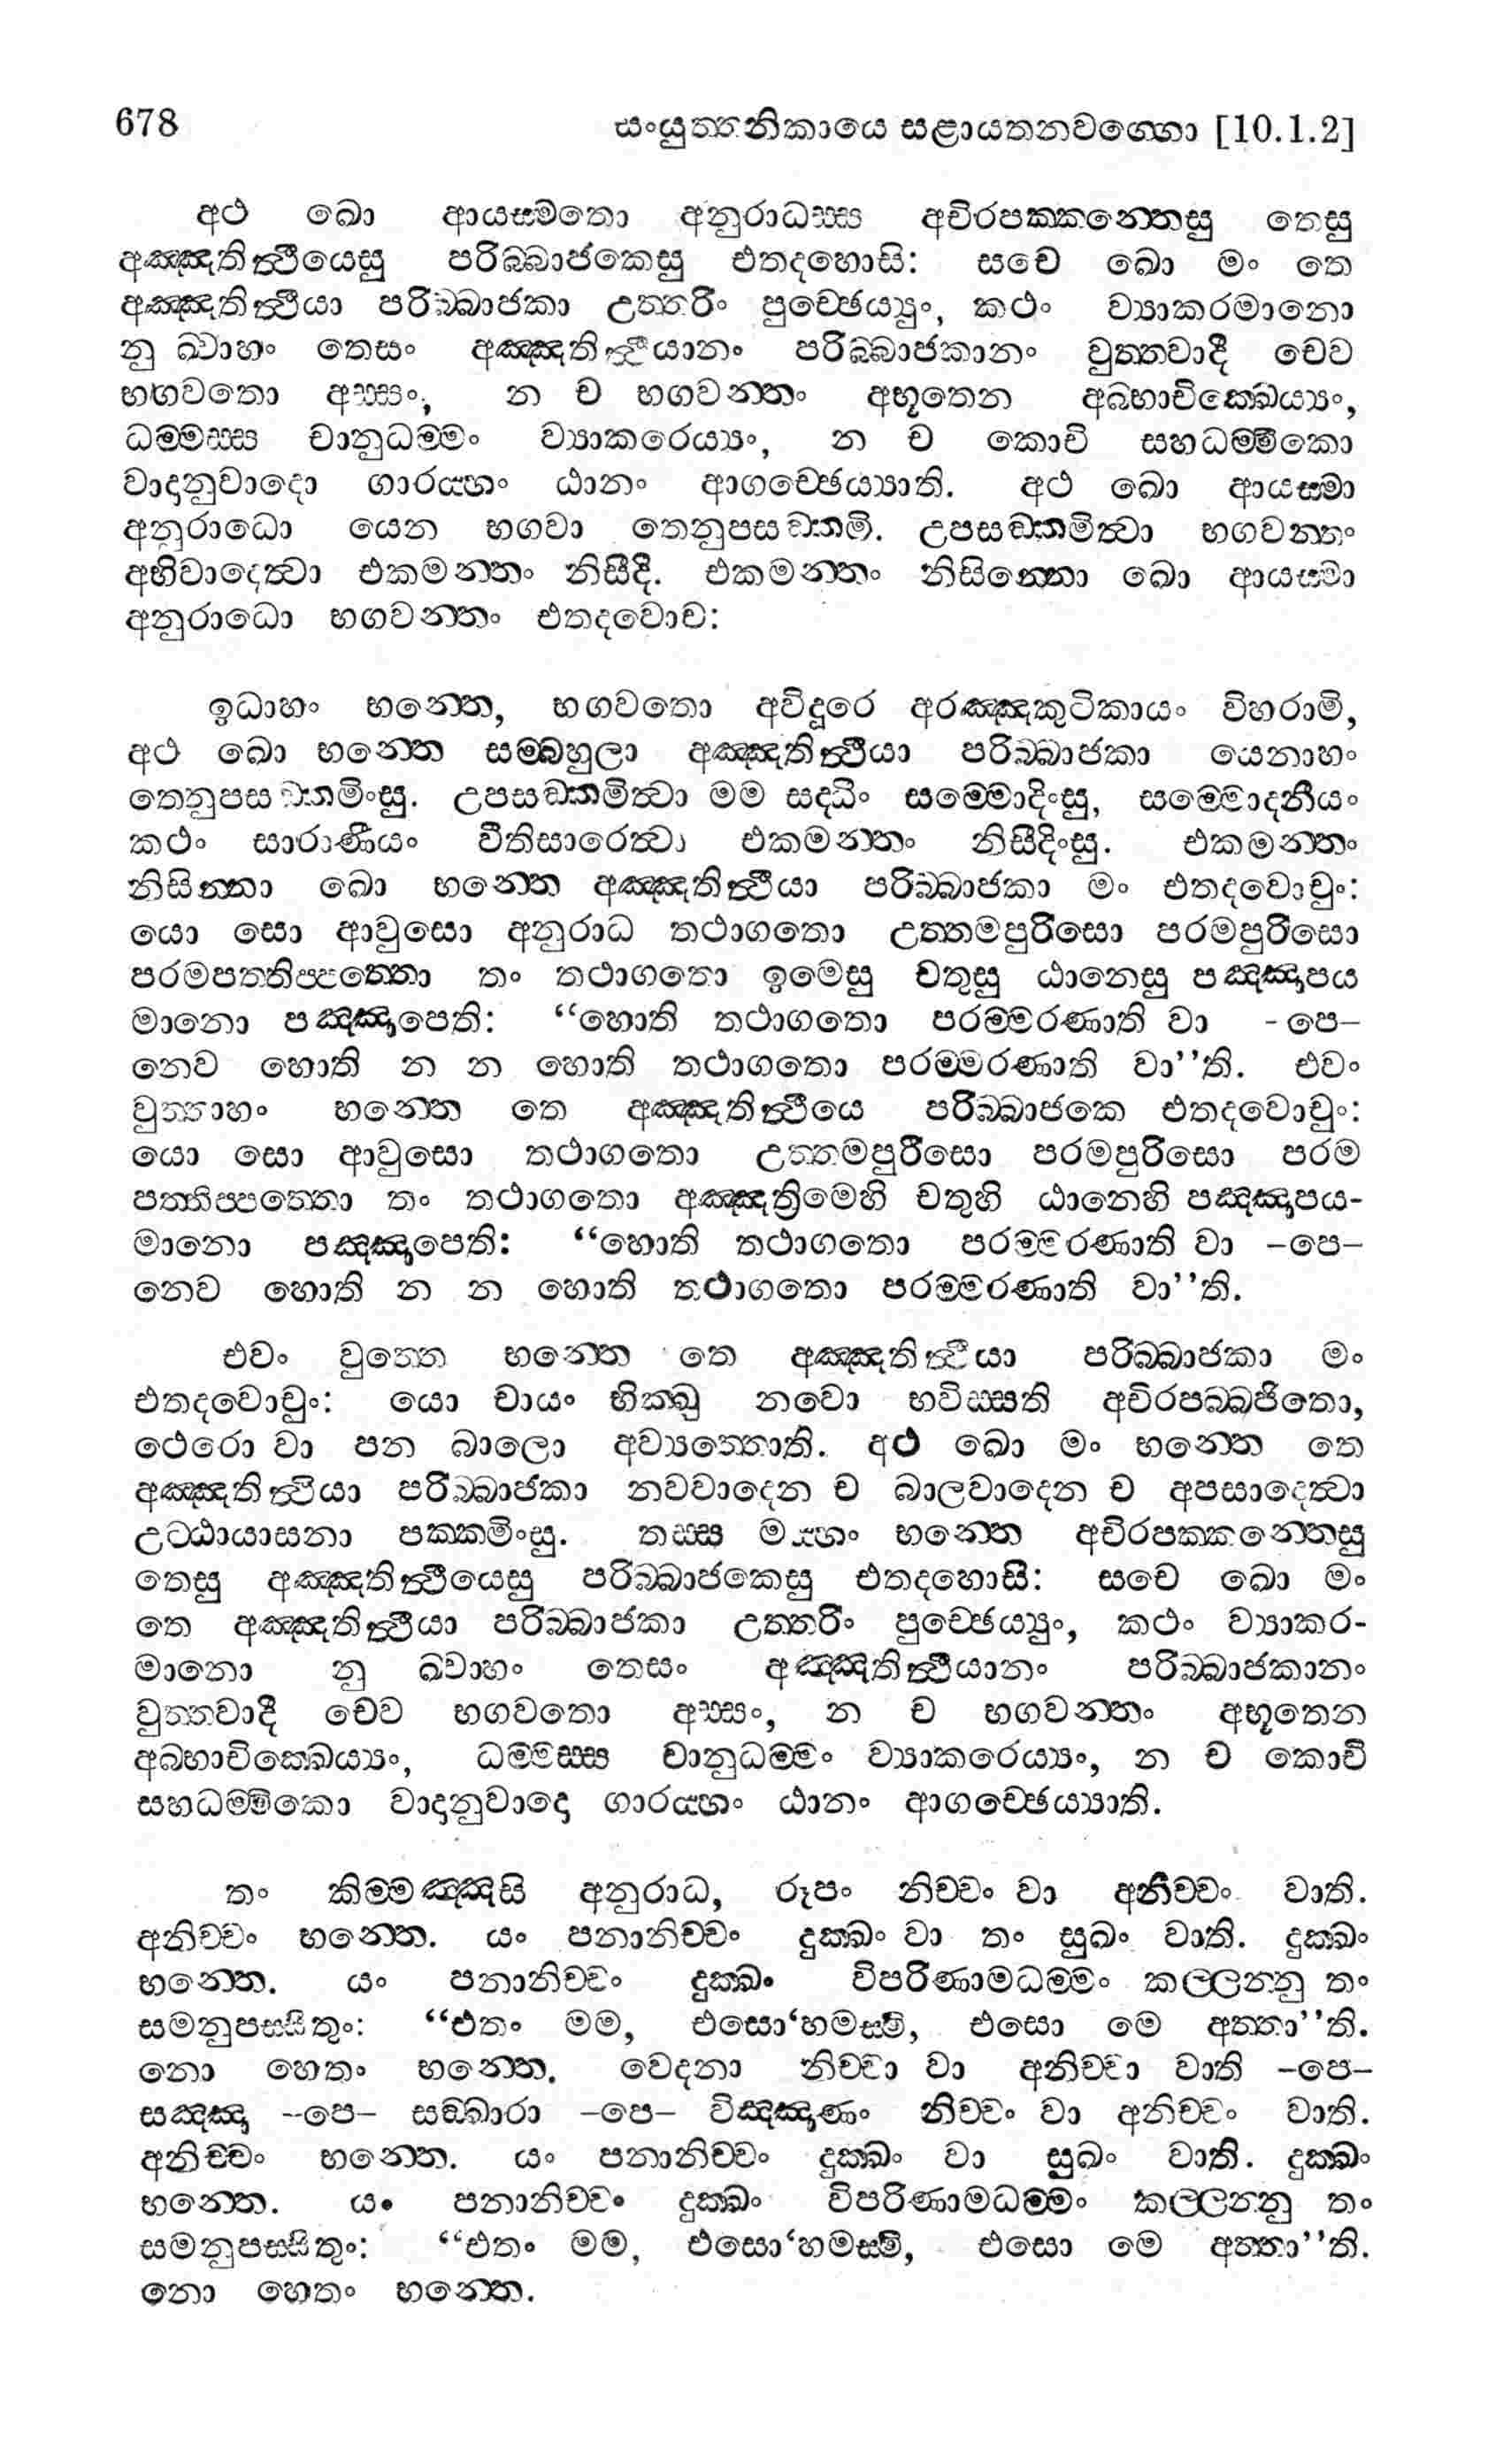 678 සංයුත්තනිකායෙ සළායතනවග්ගො [10.1.2]
අථ ඛො ආයස්මතො අනුරාධස්ස අචිරපක්කන්තෙසු තෙසු
අඤ්ඤතිත්ථියෙසු පරිබ්බාජකෙසු එතදහොසි: සචෙ ඛො මං තෙ
අඤ්ඤතිත්ථියා පරිබ්බාජකා උත්තරිං පුච්ඡෙය්‍යුං, කථං ව්‍යාකරමානො
නු ඛ්වාහං තෙසං අඤ්ඤතිත්ථියානං පරිබ්බාජකානං වුත්තවාදී චෙව
භගවතො අස්සං, න ච භගවන්තං අභූතෙන අබ්භාචික්ඛෙය්‍යං,
ධම්මස්ස චානුධම්මං ව්‍යාකරෙය්‍යං, න ච කොචි සහධම්මිකො
වාදානුවාදො ගාරය්හං ඨානං ආගච්ඡෙය්‍යාති. අථ ඛො ආයස්මා
අනුරාධො යෙන භගවා තෙනුපසඞ්කමි. උපසඞ්කමිත්‍වා භගවන්තං
අභිවාදෙත්‍වා එකමන්තං නිසීදි. එකමන්තං නිසින්නො ඛො ආයස්මා
අනුරාධො භගවන්තං එතදවොච:
ඉධාහං භන්තෙ, භගවතො අවිදූරෙ අරඤ්ඤකුටිකායං විහරාමි,
අථ ඛො භන්තෙ සම්බහුලා අඤ්ඤතිත්ථියා පරිබ්බාජකා යෙනාහං
තෙනුපසඞ්කමිංසු. උපසඞ්කමිත්‍වා මම සද්ධිං සම්මොදිංසු, සම්මොදනීයං
කථං සාරාණීයං වීතිසාරෙත්‍වා එකමන්තං නිසීදිංසු. එකමන්තං
නිසින්නා ඛො භන්තෙ අඤ්ඤතිත්ථියා පරිබ්බාජකා මං එතදවොචුං:
යො සො ආවුසො අනුරාධ තථාගතො උත්තමපුරිසො පරමපුරිසො
පරමපත්තිප්පත්තො තං තථාගතො ඉමෙසු චතුසු ඨානෙසු පඤ්ඤාපය
මානො පඤ්ඤාපෙති: “හොති තථාගතො පරම්මරණාති වා -පෙ–
නෙව හොති න න හොති තථාගතො පරම්මරණාති වා’’ති. එවං
වුත්තාහං භන්තෙ තෙ අඤ්ඤතිත්ථියෙ පරිබ්බාජකෙ එතදවොචුං:
යො සො ආවුසො තථාගතො උත්තමපුරිසො පරමපුරිසො පරම
පත්තිප්පත්තො තං තථාගතො අඤ්ඤත්‍රිමෙහි චතුහි ඨානෙහි පඤ්ඤාපය-
මානො පඤ්ඤාපෙති: “හොති තථාගතො පරම්මරණාති වා –පෙ–
නෙව හොති න න හොති තථාගතො පරම්මරණාති වා’’ති.
එවං වුත්තෙ භන්තෙ තෙ අඤ්ඤතිත්ථියා පරිබ්බාජකා මං
එතදවොචුං: යො චායං භික්ඛු නවො භවිස්සති අචිරපබ්බජිතො,
ථෙරො වා පන බාලො අව්‍යත්තොති. අථ ඛො මං භන්තෙ තෙ
අඤ්ඤතිත්ථියා පරිබ්බාජකා නවවාදෙන ච බාලවාදෙන ච අපසාදෙත්‍වා
උට්ඨායාසනා පක්කමිංසු. තස්ස මය්හං භන්තෙ අචිරපක්කන්තෙසු
තෙසු අඤ්ඤතිත්ථියෙසු පරිබ්බාජකෙසු එතදහොසි: සචෙ ඛො මං
තෙ අඤ්ඤතිත්ථියා පරිබ්බාජකා උත්තරිං පුච්ඡෙය්‍යුං, කථං ව්‍යාකර-
මානො නු ඛ්වාහං තෙසං අඤ්ඤතිත්ථියානං පරිබ්බාජකානං
වුත්තවාදී චෙව භගවතො අස්සං, න ච භගවන්තං අභූතෙන
අබ්භාචික්ඛෙය්‍යං, ධම්මස්ස චානුධම්මං ව්‍යාකරෙය්‍යං, න ච කොචි
සහධම්මිකො වාදානුවාදො ගාරය්හං ඨානං ආගච්ඡෙය්‍යාති.
තං කිම්මඤ්ඤසි අනුරාධ, රූපං නිච්චං වා අනිච්චං වාති.
අනිච්චං භන්තෙ. යං පනානිච්චං දුක්ඛං වා තං සුඛං වාති. දුක්ඛං
භන්තෙ. යං පනානිච්චං දුක්ඛං විපරිණාමධම්මං කල්ලන්නු තං
සමනුපස්සිතුං: “එතං මම, එසො‘හමස්මි, එසො මෙ අත්තා’’ති.
නො හෙතං භන්තෙ. වෙදනා නිච්චා වා අනිච්චා වාති –පෙ–
සඤ්ඤා –පෙ– සඞ්ඛාරා –පෙ– විඤ්ඤාණං නිච්චං වා අනිච්චං වාති.
අනිච්චං භන්තෙ. යං පනානිච්චං දුක්ඛං වා සුඛං වාති. දුක්ඛං
භන්තෙ. යං පනානිච්චං දුක්ඛං විපරිණාමධම්මං කල්ලන්නු තං
සමනුපස්සිතුං: “එතං මම, එසො‘හමස්මි, එසො මෙ අත්තා’’ති.
නො හෙතං භන්තෙ.